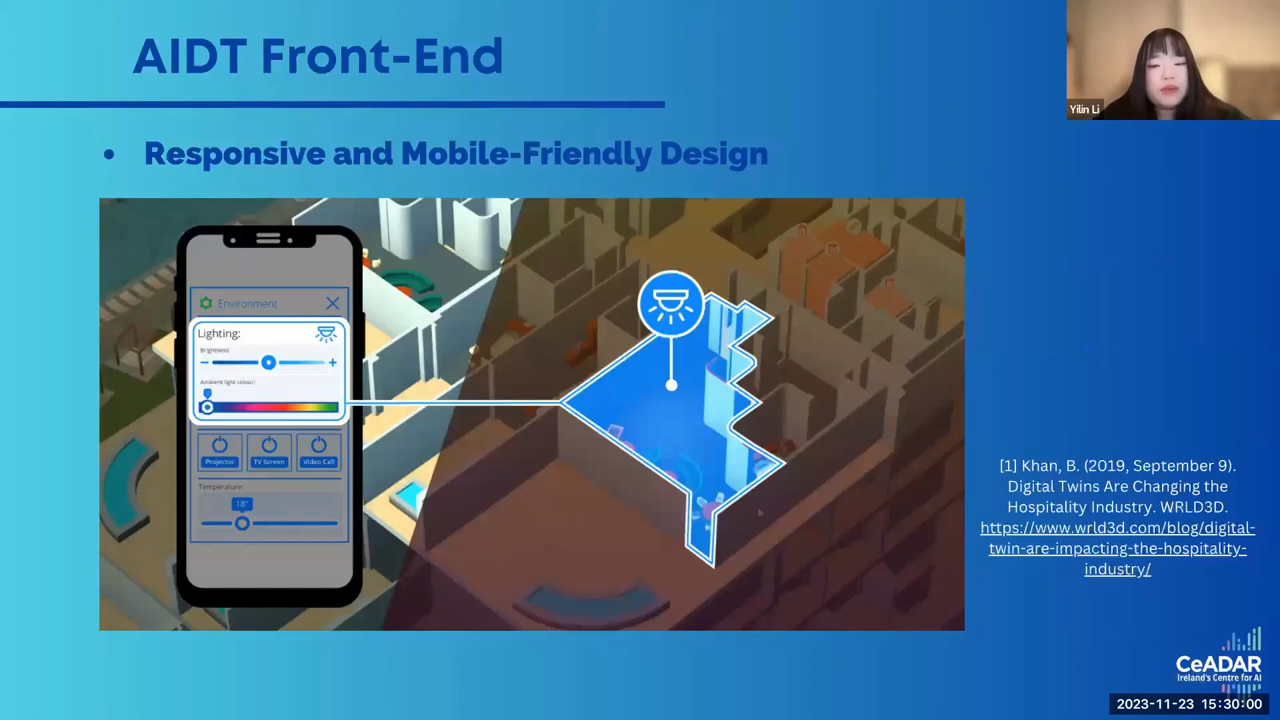 AIDT Front-End
Yilin Li
• Responsive and Mobile-Friendly Design
Environment
Lighting:
Brightness:
Ambient light colour:
Projector
TV Screen
Video Call
Temperature:
18°
[1] Khan, B. (2019, September 9).
Digital Twins Are Changing the
Hospitality Industry. WRLD3D.
https://www.wrld3d.com/blog/digital-
twin-are-impacting-the-hospitality-
industry/
CeADAR
Ireland's Centre for AI
2023-11-23 15:30:00